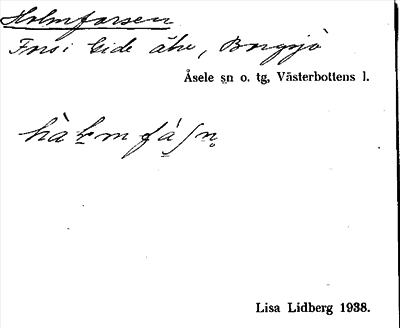 Holmforsen
Fors i Gide älv, Borgsjö
Åsele sn o. tg, Västerbottens l.
Lisa Lidberg 1938.